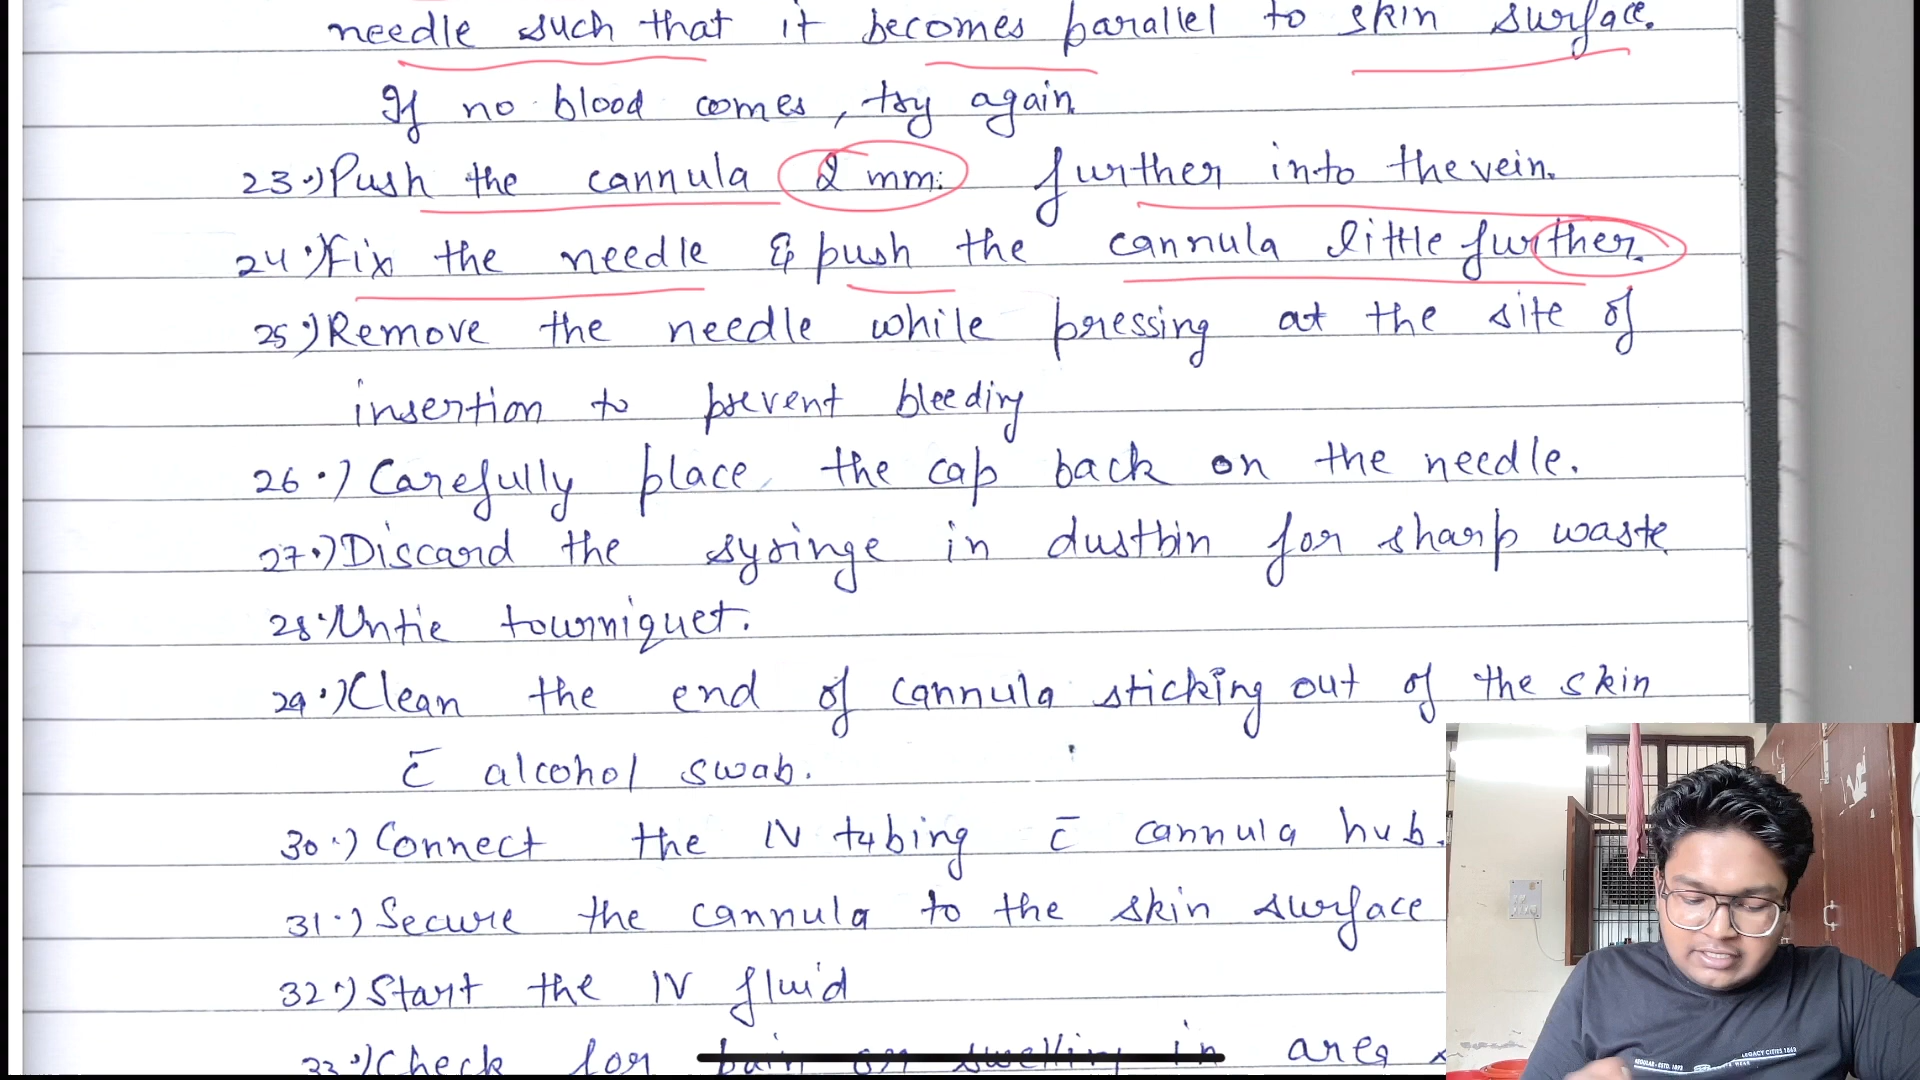 needle such that it becomes parallel to skin surface.
If no blood comes, try again
23.) Push the cannula 2 mm. further into the vein.
24.) Fix the needle & push the cannula little further.
25.) Remove the needle while pressing at the site of
insertion to prevent bleeding
26.) Carefully place the cap back on the needle.
27.) Discard the syringe in dustbin for sharp waste
28.) Untie tourniquet.
29.) Clean the end of cannula sticking out of the skin
c̄ alcohol swab.
30.) Connect the IV tubing c̄ cannula hub.
31.) Secure the cannula to the skin surface
32.) Start the IV fluid
33.) Check for pain or swelling in area